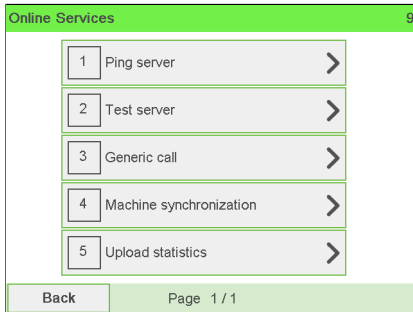 Online Services 9
1 Ping server
2 Test server
3 Generic call
4 Machine synchronization
5 Upload statistics
Back Page 1 / 1